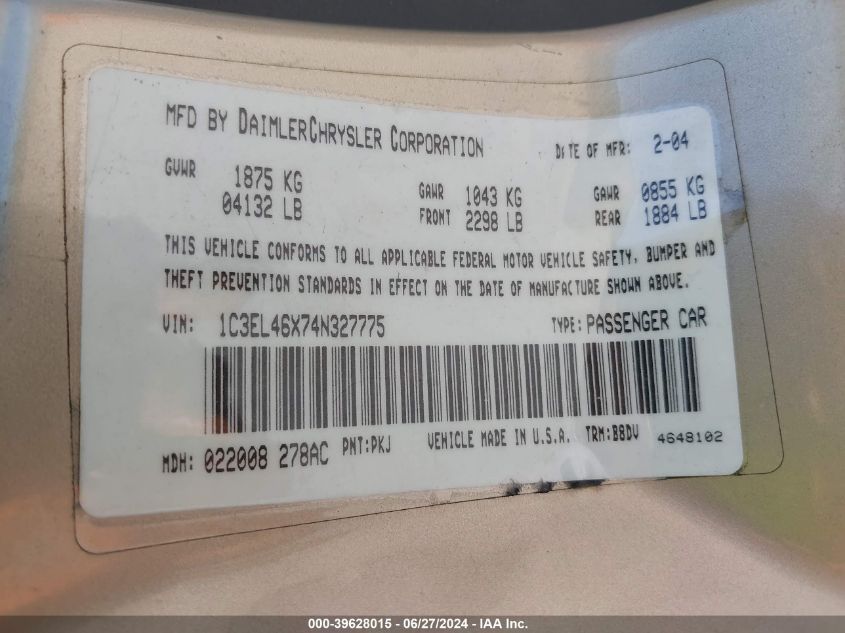 MFD BY DAIMLERCHRYSLER CORPORATION DATE OF MFR: 2-04
GVWR 1875 KG GAWR 1043 KG GAWR 0855 KG
04132 LB FRONT 2298 LB REAR 1884 LB
THIS VEHICLE CONFORMS TO ALL APPLICABLE FEDERAL MOTOR VEHICLE SAFETY, BUMPER AND
THEFT PREVENTION STANDARDS IN EFFECT ON THE DATE OF MANUFACTURE SHOWN ABOVE.
VIN: 1C3EL46X74N327775 TYPE: PASSENGER CAR
MDH: 022008 278AC PNT:PKJ VEHICLE MADE IN U.S.A. TRM:B8DV 4648102
000-39628015 - 06/27/2024 - IAA Inc.